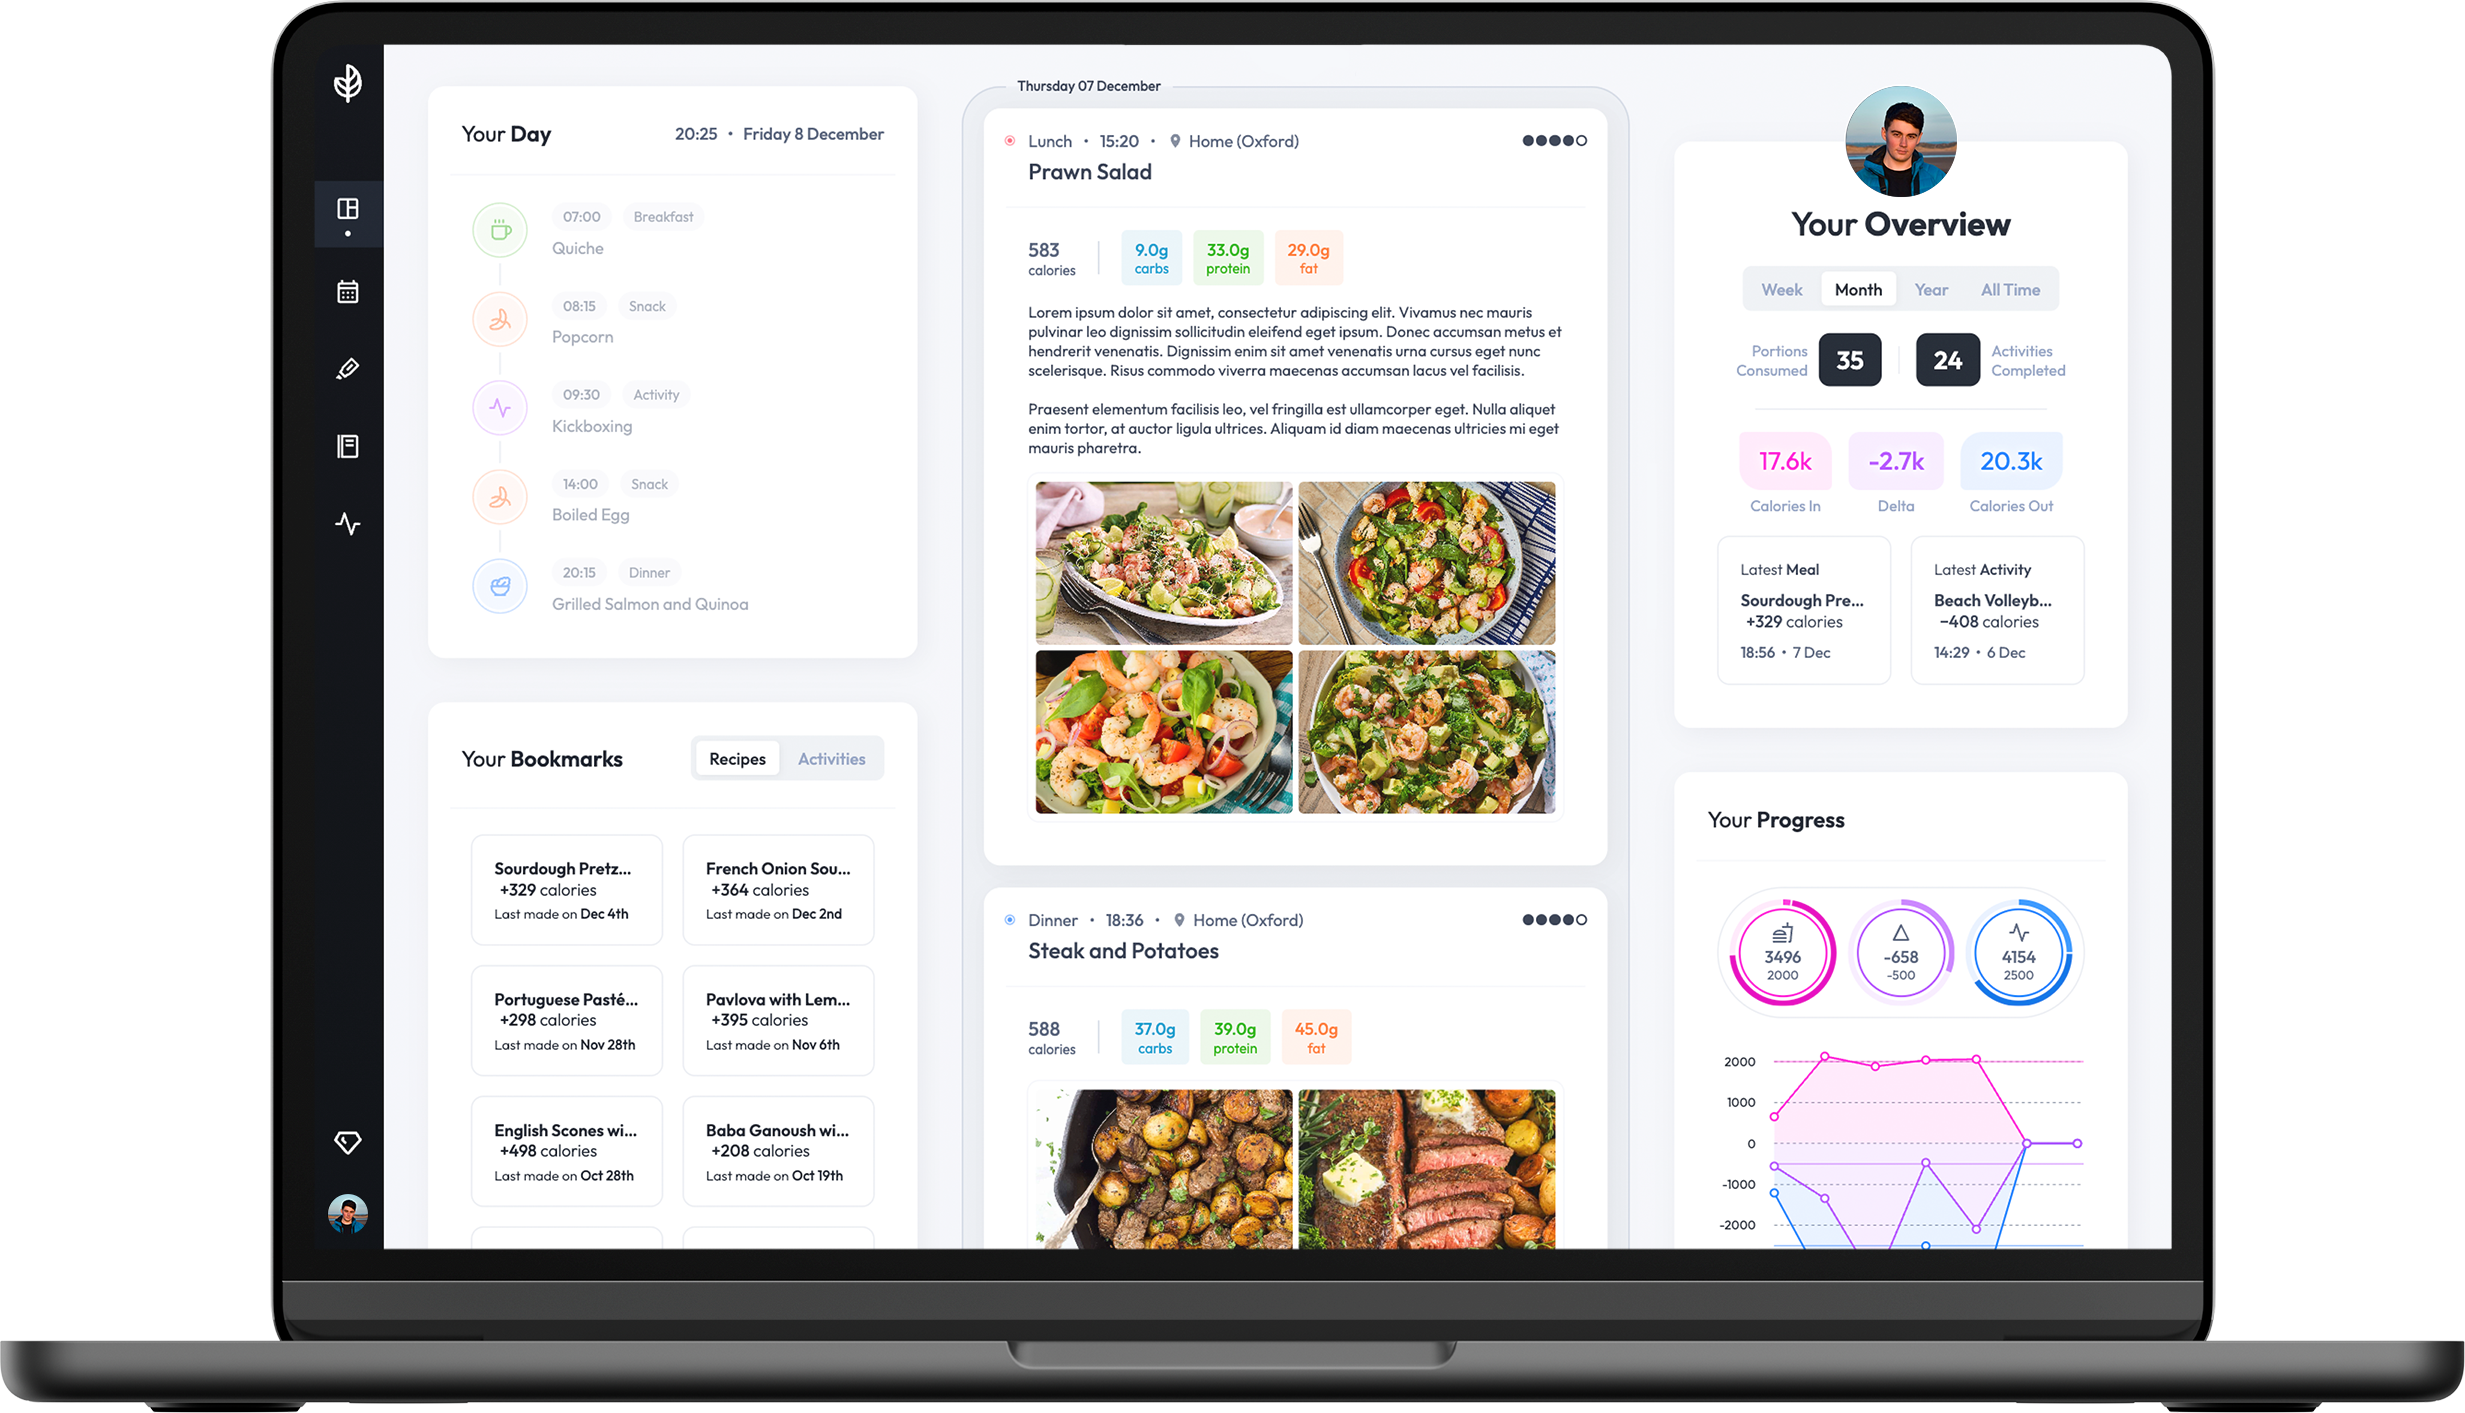 Your Day
20:25 • Friday 8 December
07:00 Breakfast
Quiche
08:15 Snack
Popcorn
09:30 Activity
Kickboxing
14:00 Snack
Boiled Egg
20:15 Dinner
Grilled Salmon and Quinoa
Your Bookmarks
Recipes Activities
Sourdough Pretz...
+329 calories
Last made on Dec 4th
French Onion Sou...
+364 calories
Last made on Dec 2nd
Portuguese Pasté...
+298 calories
Last made on Nov 28th
Pavlova with Lem...
+395 calories
Last made on Nov 6th
English Scones wi...
+498 calories
Last made on Oct 28th
Baba Ganoush wi...
+208 calories
Last made on Oct 19th
Thursday 07 December
Lunch • 15:20 • Home (Oxford)
Prawn Salad
583
calories
9.0g
carbs
33.0g
protein
29.0g
fat
Lorem ipsum dolor sit amet, consectetur adipiscing elit. Vivamus nec mauris
pulvinar leo dignissim sollicitudin eleifend eget ipsum. Donec accumsan metus et
hendrerit venenatis. Dignissim enim sit amet venenatis urna cursus eget nunc
scelerisque. Risus commodo viverra maecenas accumsan lacus vel facilisis.
Praesent elementum facilisis leo, vel fringilla est ullamcorper eget. Nulla aliquet
enim tortor, at auctor ligula ultrices. Aliquam id diam maecenas ultricies mi eget
mauris pharetra.
Dinner • 18:36 • Home (Oxford)
Steak and Potatoes
588
calories
37.0g
carbs
39.0g
protein
45.0g
fat
Your Overview
Week Month Year All Time
Portions
Consumed
35
24
Activities
Completed
17.6k
Calories In
-2.7k
Delta
20.3k
Calories Out
Latest Meal
Sourdough Pre...
+329 calories
18:56 • 7 Dec
Latest Activity
Beach Volleyb...
−408 calories
14:29 • 6 Dec
Your Progress
3496
2000
-658
-500
4154
2500
2000
1000
0
-1000
-2000